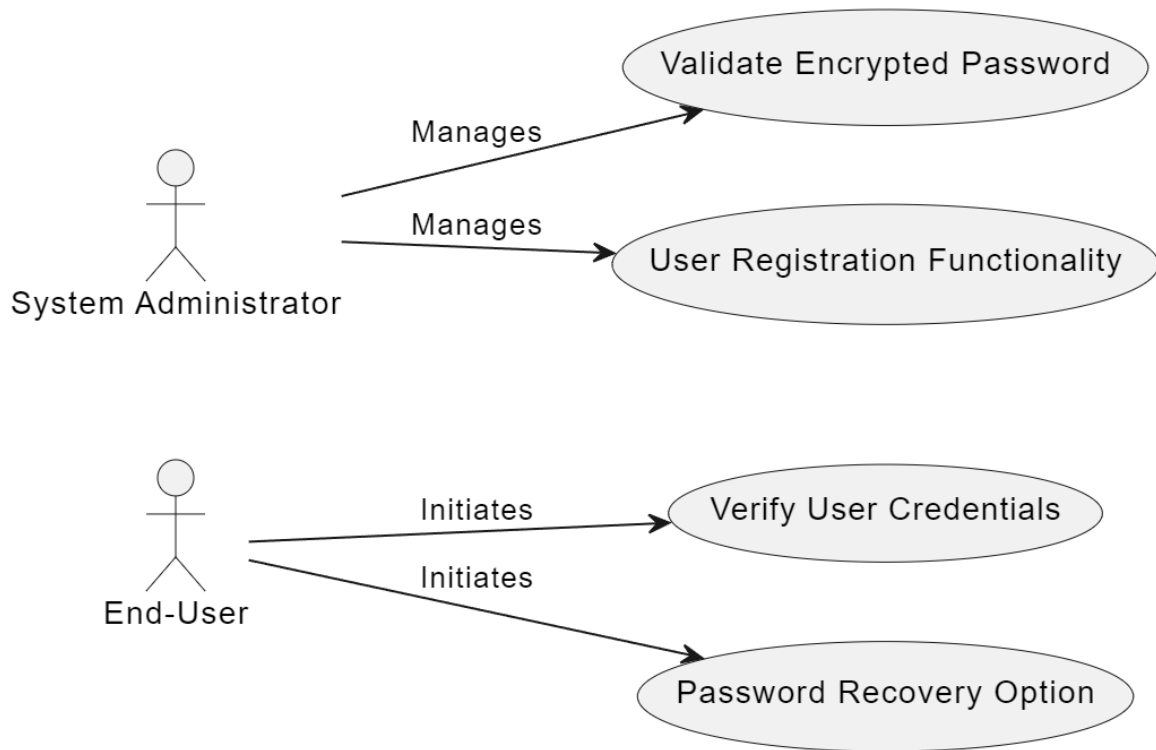 Validate Encrypted Password
Manages
Manages
User Registration Functionality
System Administrator
Verify User Credentials
Initiates
Initiates
End-User
Password Recovery Option